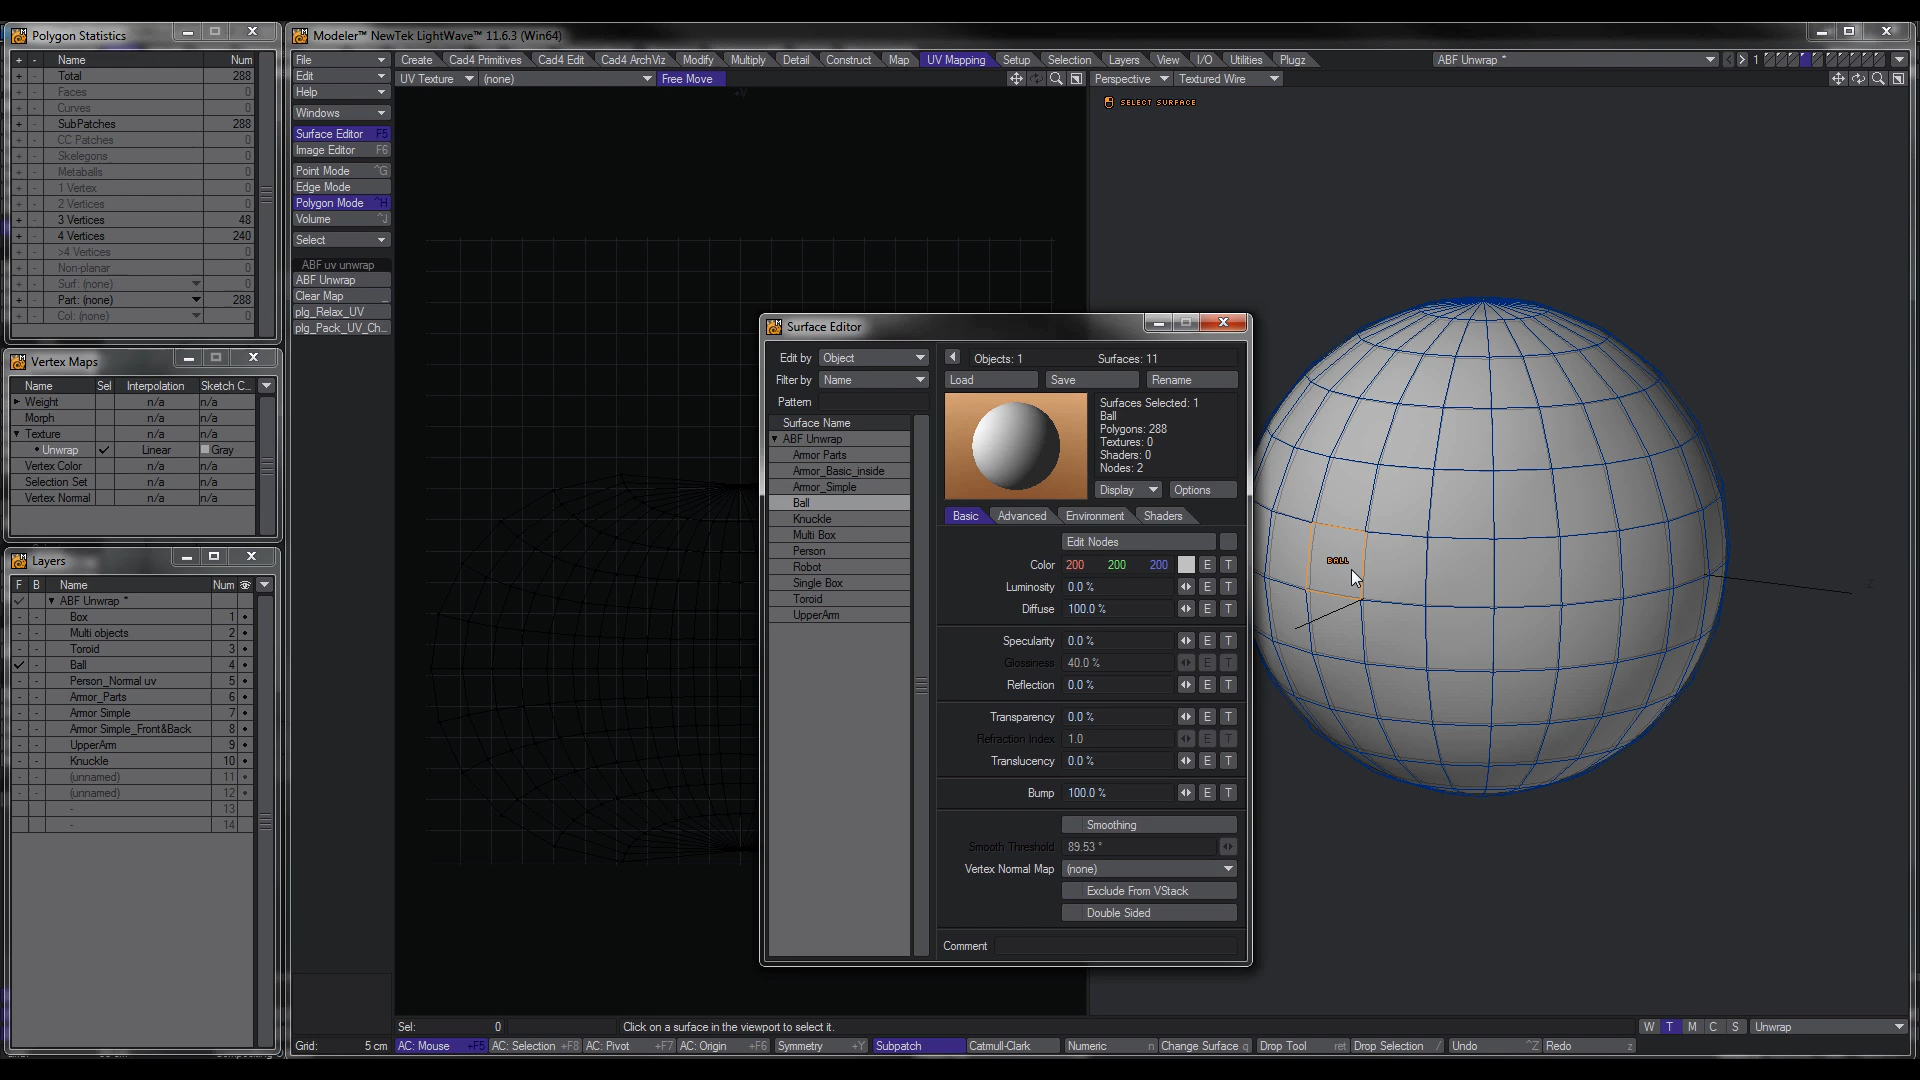 Polygon Statistics
+ - Name Num
+ - Total 288
+ - Faces 0
+ - Curves 0
+ - SubPatches 288
+ - CC Patches 0
+ - Skelegons 0
+ - Metaballs 0
+ - 1 Vertex 0
+ - 2 Vertices 0
+ - 3 Vertices 48
+ - 4 Vertices 240
+ - >4 Vertices 0
+ - Non-planar 0
+ - Surf: (none) 0
+ - Part: (none) 288
+ - Col: (none) 0
Vertex Maps
Name Sel Interpolation Sketch C...
Weight n/a n/a
Morph n/a n/a
Texture n/a n/a
Unwrap Linear Gray
Vertex Color n/a n/a
Selection Set n/a n/a
Vertex Normal n/a n/a
Layers
F B Name Num
ABF Unwrap *
Box 1
Multi objects 2
Toroid 3
Ball 4
Person_Normal uv 5
Armor_Parts 6
Armor Simple 7
Armor Simple_Front&Back 8
UpperArm 9
Knuckle 10
(unnamed) 11
(unnamed) 12
- 13
- 14
Modeler™ NewTek LightWave™ 11.6.3 (Win64)
File
Edit
Help
Windows
Surface Editor F5
Image Editor F6
Point Mode ^G
Edge Mode
Polygon Mode ^H
Volume ^J
Select
ABF uv unwrap
ABF Unwrap
Clear Map _
plg_Relax_UV
plg_Pack_UV_Ch...
Create Cad4 Primitives Cad4 Edit Cad4 ArchViz Modify Multiply Detail Construct Map UV Mapping Setup Selection Layers View I/O Utilities Plugz
ABF Unwrap * 1
UV Texture (none) Free Move
Perspective Textured Wire
SELECT SURFACE
+V
BALL
Z
Surface Editor
Edit by Object
Filter by Name
Pattern
Surface Name
ABF Unwrap
Armor Parts
Armor_Basic_inside
Armor_Simple
Ball
Knuckle
Multi Box
Person
Robot
Single Box
Toroid
UpperArm
Objects: 1 Surfaces: 11
Load Save Rename
Surfaces Selected: 1
Ball
Polygons: 288
Textures: 0
Shaders: 0
Nodes: 2
Display Options
Basic Advanced Environment Shaders
Edit Nodes
Color 200 200 200 E T
Luminosity 0.0 % E T
Diffuse 100.0 % E T
Specularity 0.0 % E T
Glossiness 40.0 % E T
Reflection 0.0 % E T
Transparency 0.0 % E T
Refraction Index 1.0 E T
Translucency 0.0 % E T
Bump 100.0 % E T
Smoothing
Smooth Threshold 89.53 °
Vertex Normal Map (none)
Exclude From VStack
Double Sided
Comment
Sel: 0 Click on a surface in the viewport to select it.
W T M C S Unwrap
Grid: 5 cm AC: Mouse +F5 AC: Selection +F8 AC: Pivot +F7 AC: Origin +F6 Symmetry +Y Subpatch Catmull-Clark Numeric n Change Surface q Drop Tool ret Drop Selection / Undo ^Z Redo z